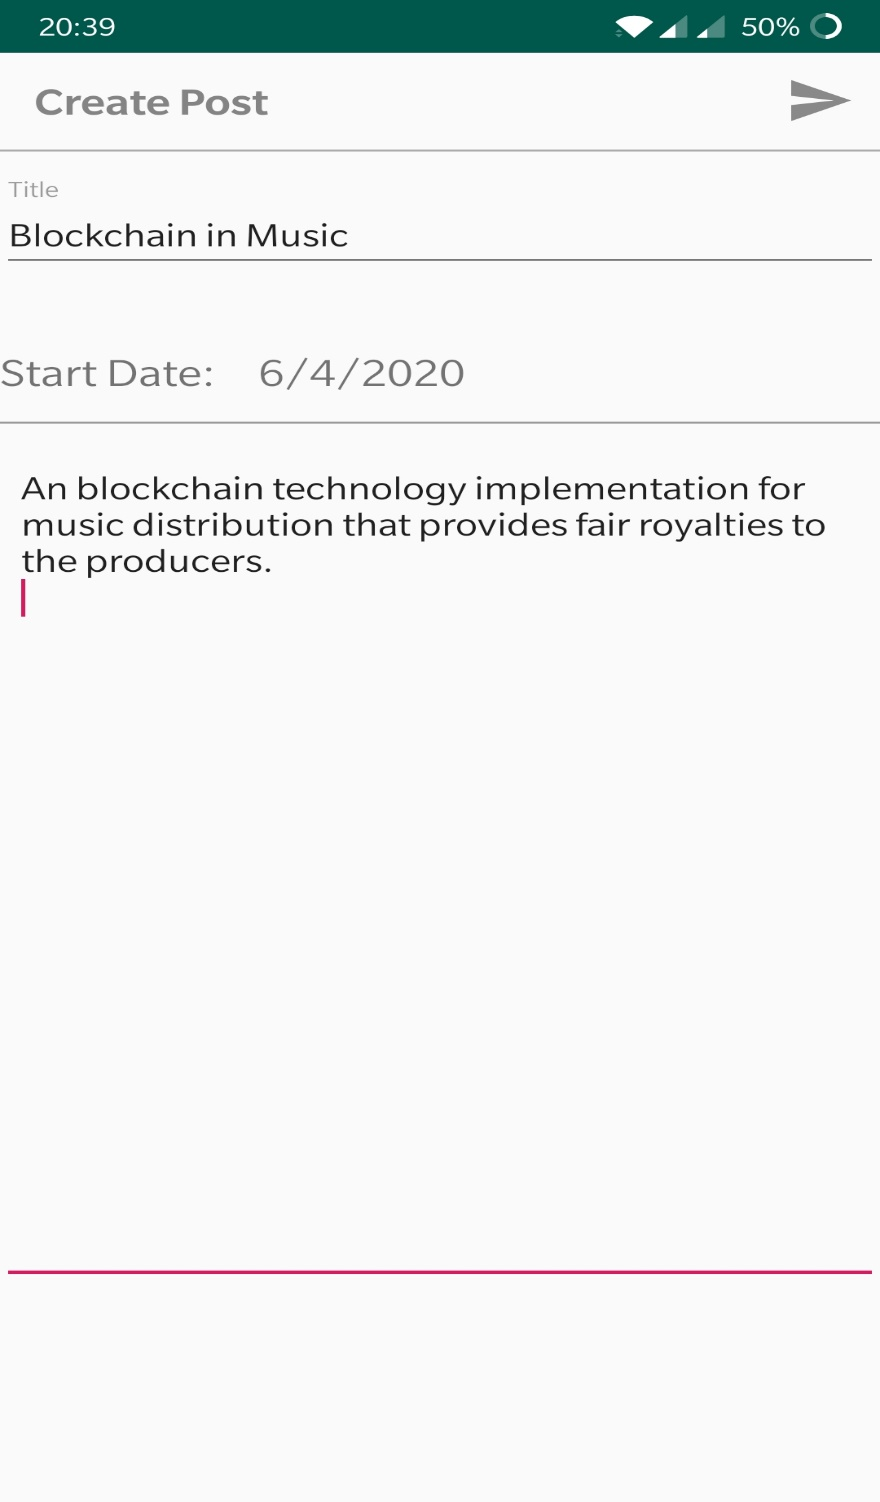 20:39
50%
Create Post
Title
Blockchain in Music
Start Date: 6/4/2020
An blockchain technology implementation for
music distribution that provides fair royalties to
the producers.